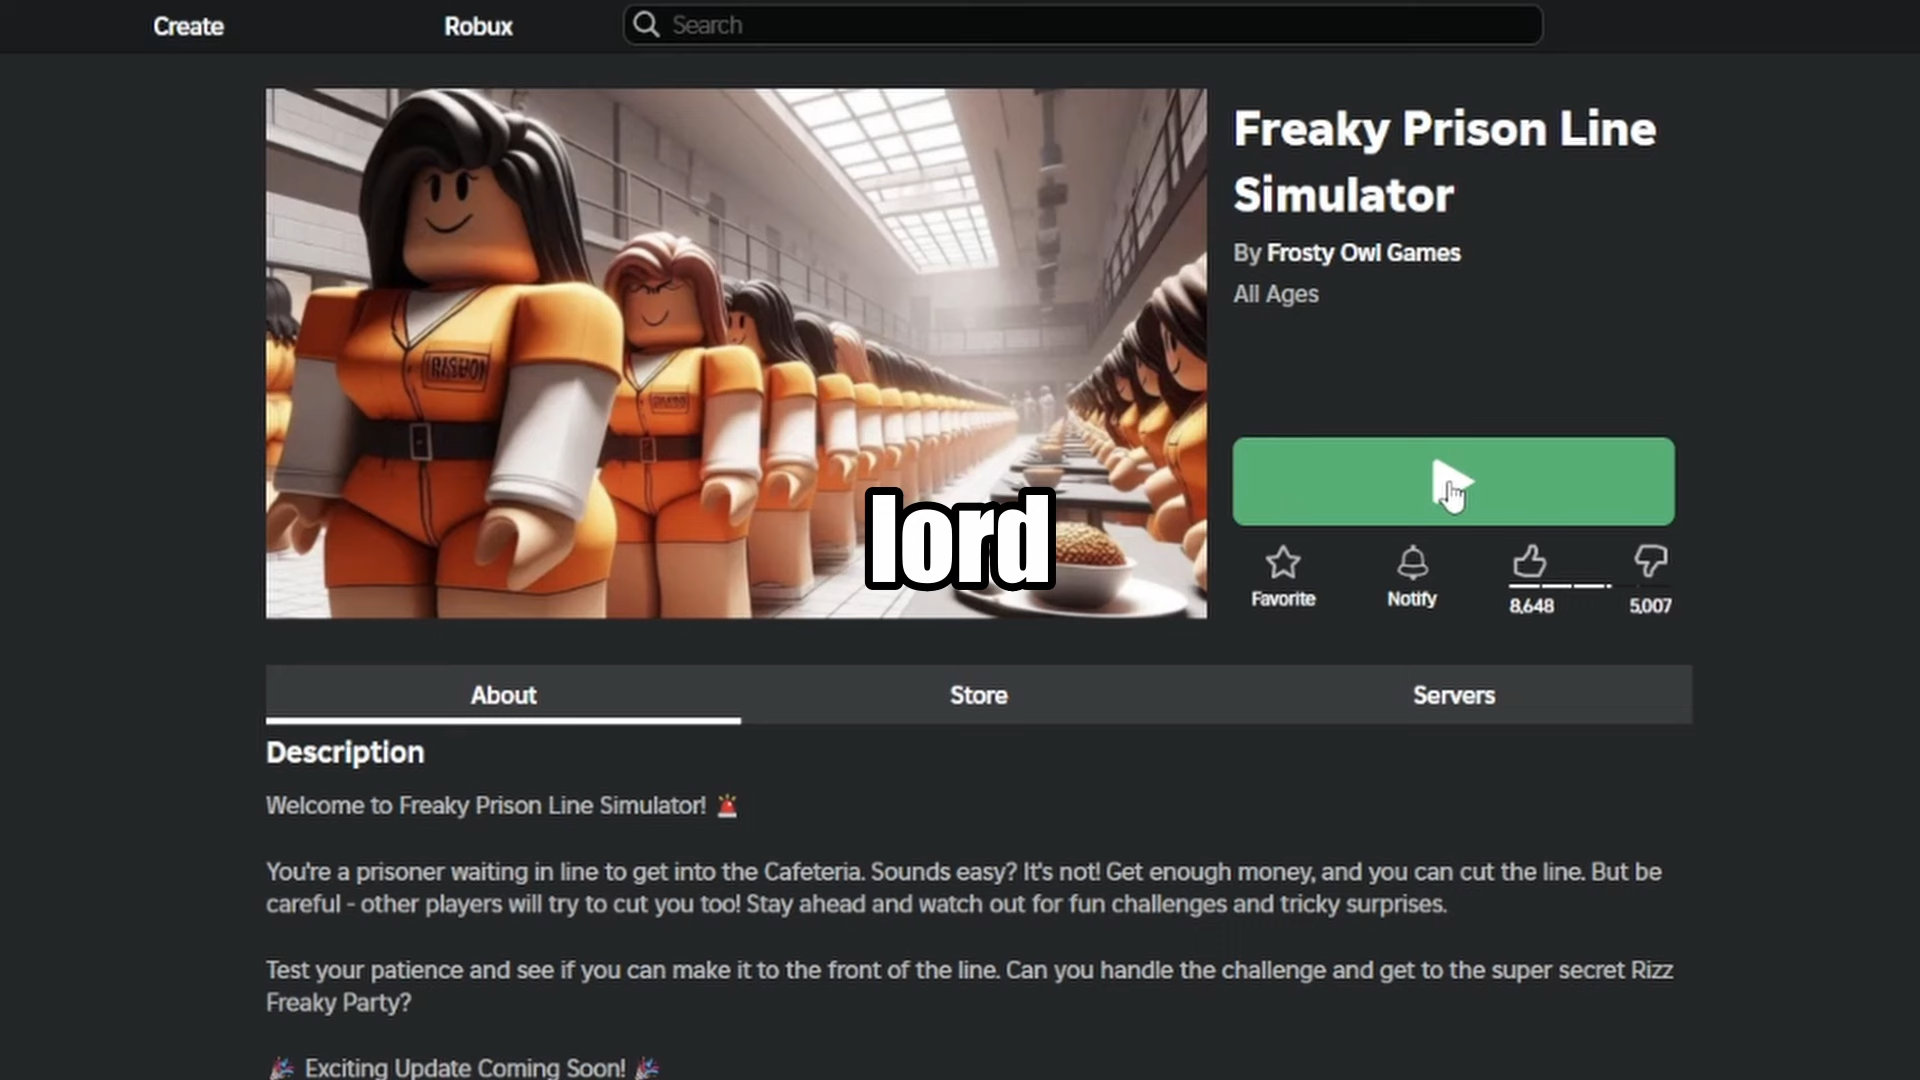 Create
Robux
Search
Freaky Prison Line
Simulator
By Frosty Owl Games
All Ages
lord
Favorite
Notify
8,648
5,007
About
Store
Servers
Description
Welcome to Freaky Prison Line Simulator! 🚨
You're a prisoner waiting in line to get into the Cafeteria. Sounds easy? It's not! Get enough money, and you can cut the line. But be
careful - other players will try to cut you too! Stay ahead and watch out for fun challenges and tricky surprises.
Test your patience and see if you can make it to the front of the line. Can you handle the challenge and get to the super secret Rizz
Freaky Party?
🎉 Exciting Update Coming Soon! 🎉